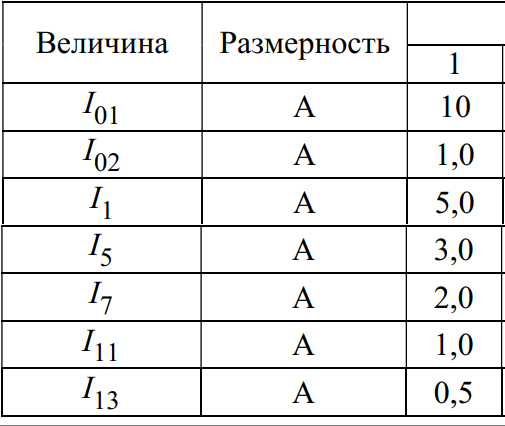 Величина Размерность
1
I01 А 10
I02 А 1,0
I1 А 5,0
I5 А 3,0
I7 А 2,0
I11 А 1,0
I13 А 0,5